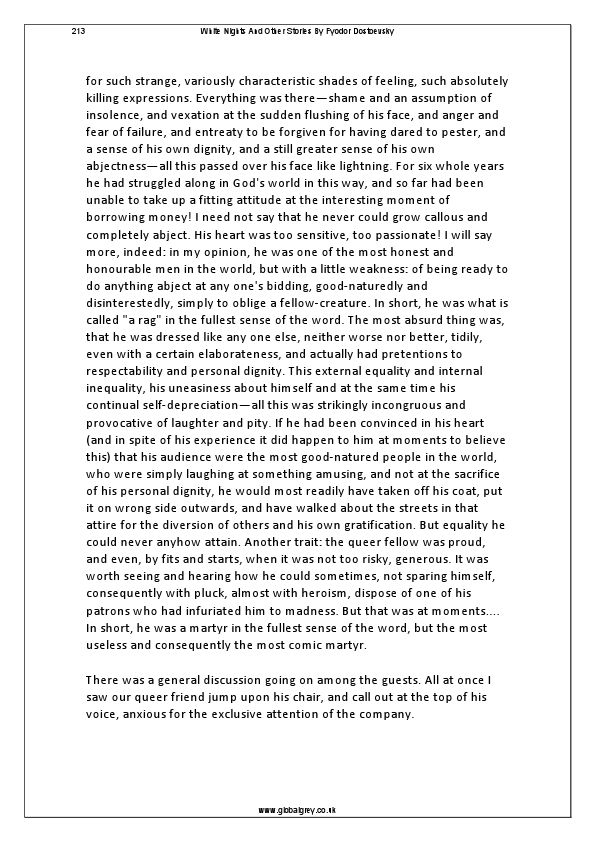 213
White Nights And Other Stories By Fyodor Dostoevsky
for such strange, variously characteristic shades of feeling, such absolutely
killing expressions. Everything was there—shame and an assumption of
insolence, and vexation at the sudden flushing of his face, and anger and
fear of failure, and entreaty to be forgiven for having dared to pester, and
a sense of his own dignity, and a still greater sense of his own
abjectness—all this passed over his face like lightning. For six whole years
he had struggled along in God's world in this way, and so far had been
unable to take up a fitting attitude at the interesting moment of
borrowing money! I need not say that he never could grow callous and
completely abject. His heart was too sensitive, too passionate! I will say
more, indeed: in my opinion, he was one of the most honest and
honourable men in the world, but with a little weakness: of being ready to
do anything abject at any one's bidding, good-naturedly and
disinterestedly, simply to oblige a fellow-creature. In short, he was what is
called "a rag" in the fullest sense of the word. The most absurd thing was,
that he was dressed like any one else, neither worse nor better, tidily,
even with a certain elaborateness, and actually had pretentions to
respectability and personal dignity. This external equality and internal
inequality, his uneasiness about himself and at the same time his
continual self-depreciation—all this was strikingly incongruous and
provocative of laughter and pity. If he had been convinced in his heart
(and in spite of his experience it did happen to him at moments to believe
this) that his audience were the most good-natured people in the world,
who were simply laughing at something amusing, and not at the sacrifice
of his personal dignity, he would most readily have taken off his coat, put
it on wrong side outwards, and have walked about the streets in that
attire for the diversion of others and his own gratification. But equality he
could never anyhow attain. Another trait: the queer fellow was proud,
and even, by fits and starts, when it was not too risky, generous. It was
worth seeing and hearing how he could sometimes, not sparing himself,
consequently with pluck, almost with heroism, dispose of one of his
patrons who had infuriated him to madness. But that was at moments....
In short, he was a martyr in the fullest sense of the word, but the most
useless and consequently the most comic martyr.
There was a general discussion going on among the guests. All at once I
saw our queer friend jump upon his chair, and call out at the top of his
voice, anxious for the exclusive attention of the company.
www.globalgrey.co.uk